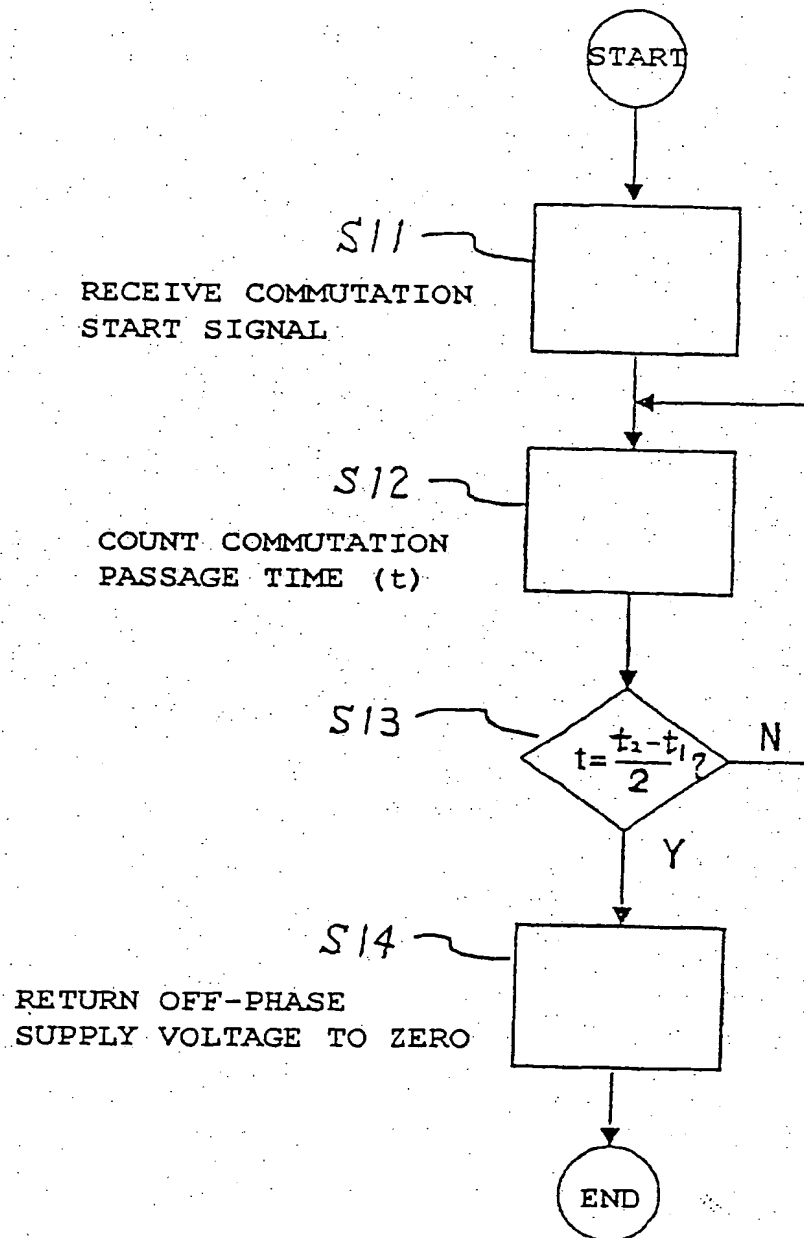 START
S11
RECEIVE COMMUTATION
START SIGNAL
S12
COUNT COMMUTATION
PASSAGE TIME (t)
S13
t=(t₂-t₁)/2?
N
Y
S14
RETURN OFF-PHASE
SUPPLY VOLTAGE TO ZERO
END